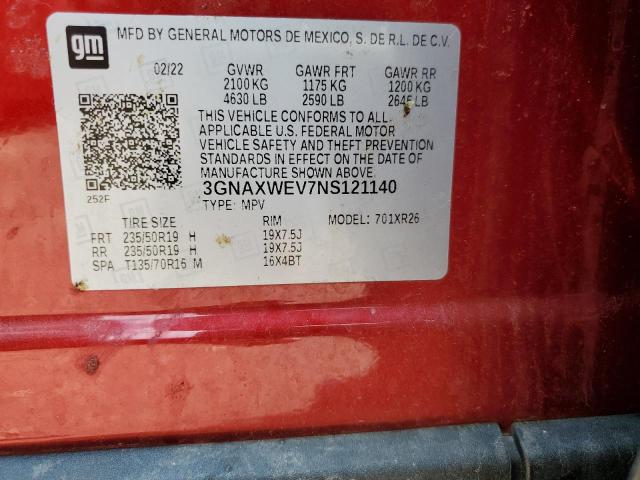 gm MFD BY GENERAL MOTORS DE MEXICO, S. DE R.L. DE C.V.
02/22 GVWR GAWR FRT GAWR RR
2100 KG 1175 KG 1200 KG
4630 LB 2590 LB 2646 LB
THIS VEHICLE CONFORMS TO ALL
APPLICABLE U.S. FEDERAL MOTOR
VEHICLE SAFETY AND THEFT PREVENTION
STANDARDS IN EFFECT ON THE DATE OF
MANUFACTURE SHOWN ABOVE.
252F 3GNAXWEV7NS121140
TYPE: MPV
TIRE SIZE RIM MODEL: 701XR26
FRT 235/50R19 H 19X7.5J
RR 235/50R19 H 19X7.5J
SPA T135/70R16 M 16X4BT